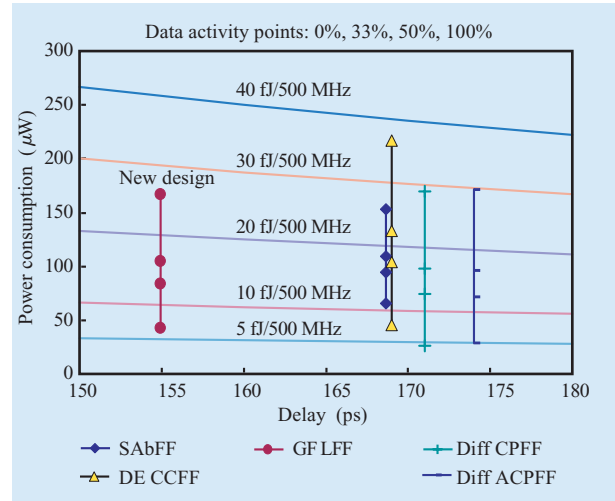 Data activity points: 0%, 33%, 50%, 100%
300
250
200
150
100
50
0
Power consumption (μW)
40 fJ/500 MHz
30 fJ/500 MHz
New design
20 fJ/500 MHz
10 fJ/500 MHz
5 fJ/500 MHz
150 155 160 165 170 175 180
Delay (ps)
SAbFF GF LFF Diff CPFF
DE CCFF Diff ACPFF